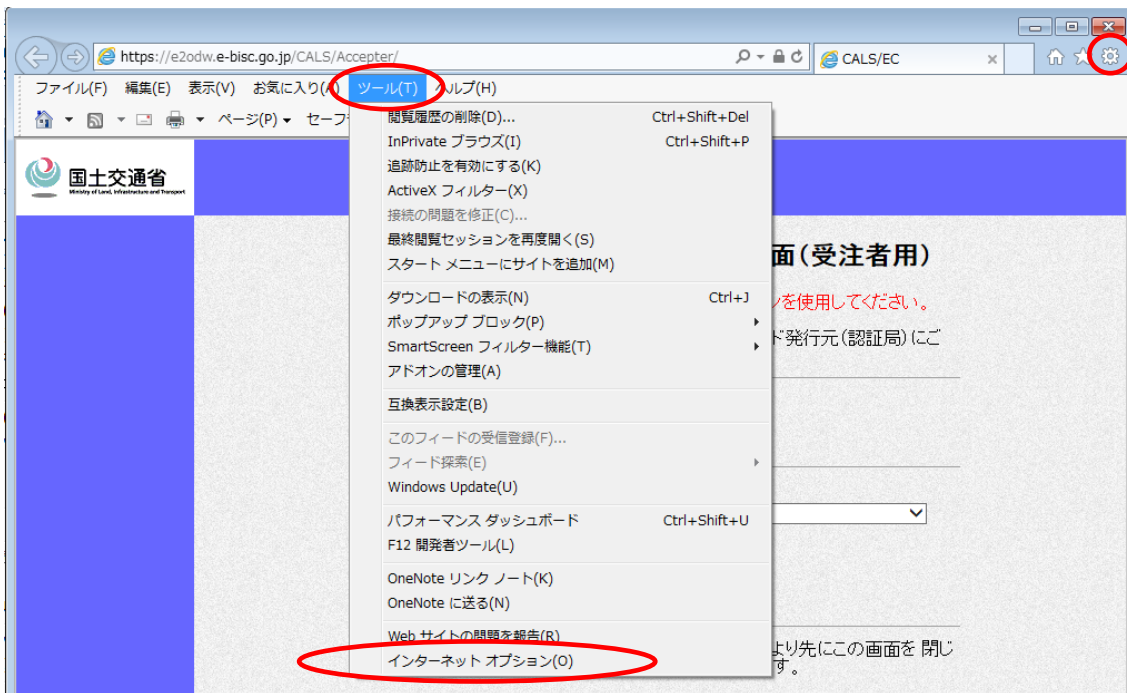 https://e2odw.e-bisc.go.jp/CALS/Accepter/
CALS/EC
ファイル(F) 編集(E) 表示(V) お気に入り(A) ツール(T) ヘルプ(H)
ページ(P) セーフ
国土交通省
Ministry of Land, Infrastructure and Transport
閲覧履歴の削除(D)... Ctrl+Shift+Del
InPrivate ブラウズ(I) Ctrl+Shift+P
追跡防止を有効にする(K)
ActiveX フィルター(X)
接続の問題を修正(C)...
最終閲覧セッションを再度開く(S)
スタート メニューにサイトを追加(M)
ダウンロードの表示(N) Ctrl+J
ポップアップ ブロック(P)
SmartScreen フィルター機能(T)
アドオンの管理(A)
互換表示設定(B)
このフィードの受信登録(F)...
フィード探索(E)
Windows Update(U)
パフォーマンス ダッシュボード Ctrl+Shift+U
F12 開発者ツール(L)
OneNote リンク ノート(K)
OneNote に送る(N)
Web サイトの問題を報告(R)
インターネット オプション(O)
面(受注者用)
を使用してください。
ド発行元(認証局)にご
より先にこの画面を 閉じ
す。